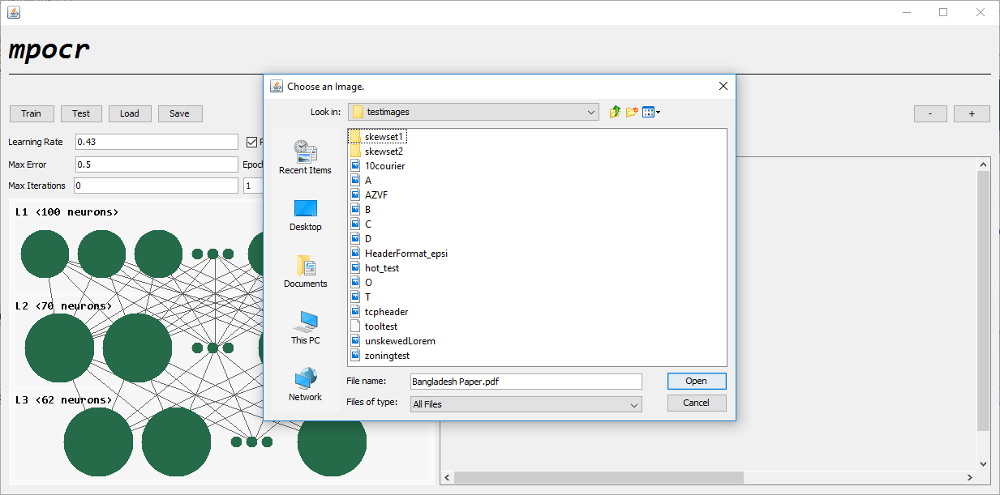 mpocr
Choose an Image.
Look in: testimages
Train Test Load Save - +
Learning Rate 0.43
Max Error 0.5
Max Iterations 0 1
L1 <100 neurons>
L2 <70 neurons>
L3 <62 neurons>
Recent Items
Desktop
Documents
This PC
Network
skewset1
skewset2
10courier
A
AZVF
B
C
D
HeaderFormat_epsi
hot_test
O
T
tcpheader
tooltest
unskewedLorem
zoningtest
File name: Bangladesh Paper.pdf Open
Files of type: All Files Cancel